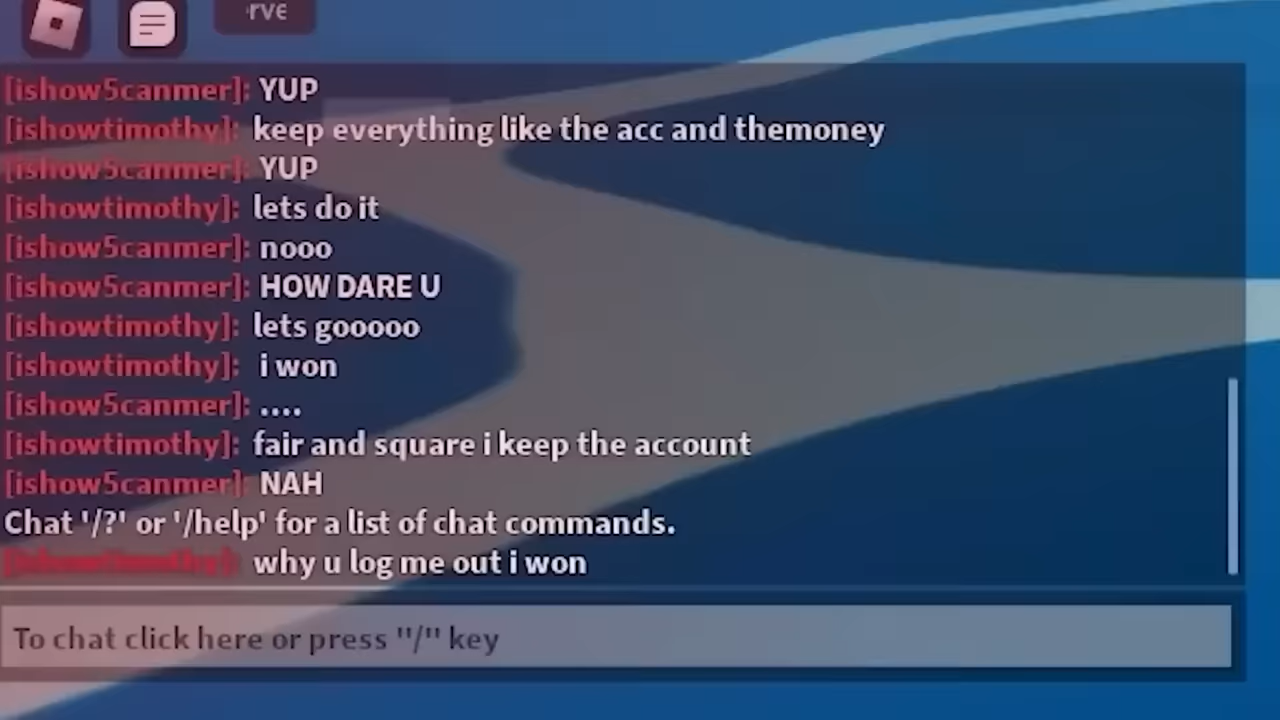 rve
[ishow5canmer]: YUP
[ishowtimothy]: keep everything like the acc and themoney
[ishow5canmer]: YUP
[ishowtimothy]: lets do it
[ishow5canmer]: nooo
[ishow5canmer]: HOW DARE U
[ishowtimothy]: lets gooooo
[ishowtimothy]: i won
[ishow5canmer]: ....
[ishowtimothy]: fair and square i keep the account
[ishow5canmer]: NAH
Chat '/?' or '/help' for a list of chat commands.
[ishowtimothy]: why u log me out i won
To chat click here or press "/" key